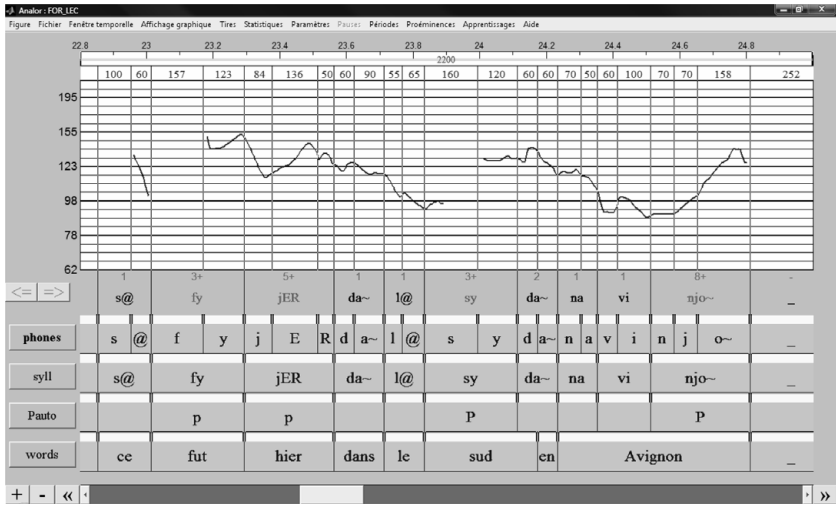 Analor : FOR_LEC
Figure Fichier Fenêtre temporelle Affichage graphique Tires Statistiques Paramètres Pauses Périodes Proéminences Apprentissages Aide
22.8 23 23.2 23.4 23.6 23.8 24 24.2 24.4 24.6 24.8
2200
100 60 157 123 84 136 50 60 90 55 65 160 120 60 60 70 50 60 100 70 70 158 252
195
155
123
98
78
62
1 3+ 5+ 1 1 3+ 2 1 1 8+ -
<= => s@ fy jER da~ l@ sy da~ na vi njo~ _
phones s @ f y j E R d a~ l @ s y d a~ n a v i n j o~ _
syll s@ fy jER da~ l@ sy da~ na vi njo~ _
Pauto p p P P
words ce fut hier dans le sud en Avignon _
+ - « »